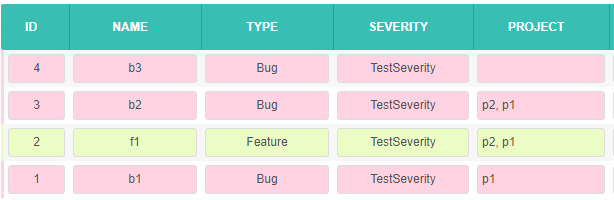 ID NAME TYPE SEVERITY PROJECT
4 b3 Bug TestSeverity
3 b2 Bug TestSeverity p2, p1
2 f1 Feature TestSeverity p2, p1
1 b1 Bug TestSeverity p1